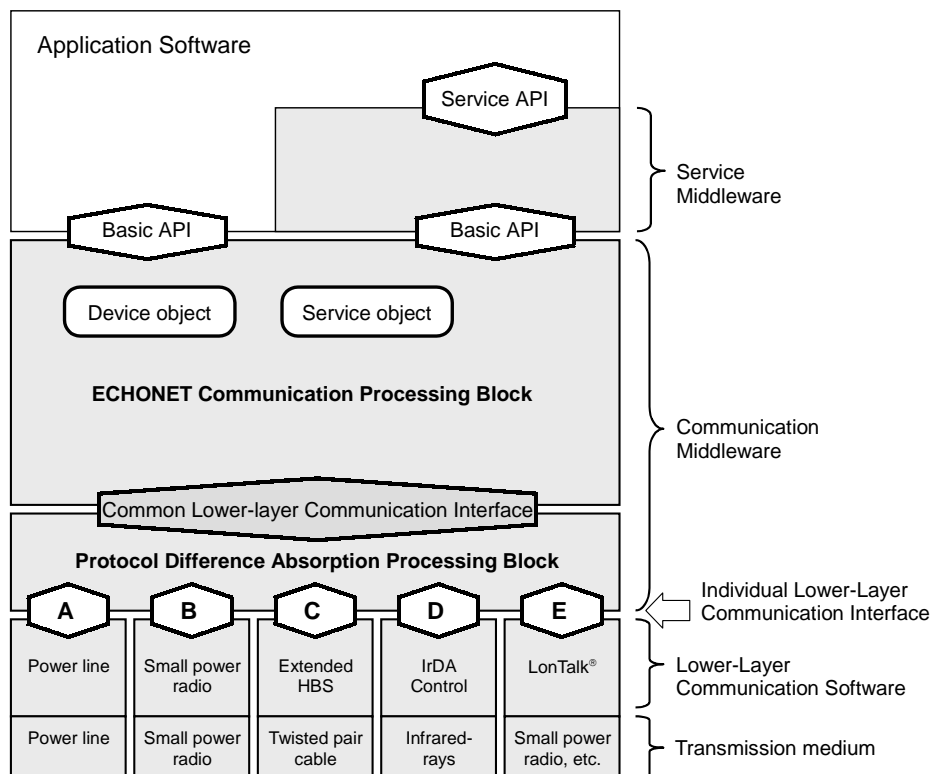 Application Software
Service API
Service
Middleware
Basic API
Basic API
Device object
Service object
ECHONET Communication Processing Block
Communication
Middleware
Common Lower-layer Communication Interface
Protocol Difference Absorption Processing Block
A
B
C
D
E
Individual Lower-Layer
Communication Interface
Power line
Small power
radio
Extended
HBS
IrDA
Control
LonTalk®
Lower-Layer
Communication Software
Power line
Small power
radio
Twisted pair
cable
Infrared-
rays
Small power
radio, etc.
Transmission medium